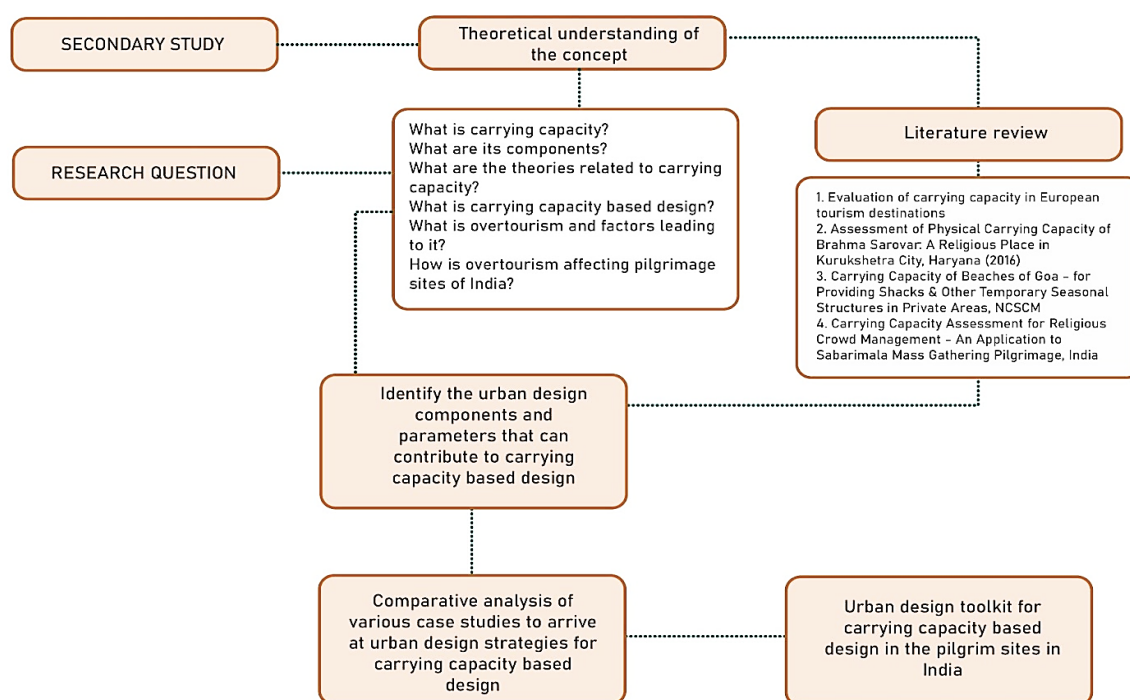 SECONDARY STUDY
Theoretical understanding of
the concept
RESEARCH QUESTION
What is carrying capacity?
What are its components?
What are the theories related to carrying
capacity?
What is carrying capacity based design?
What is overtourism and factors leading
to it?
How is overtourism affecting pilgrimage
sites of India?
Literature review
1. Evaluation of carrying capacity in European
tourism destinations
2. Assessment of Physical Carrying Capacity of
Brahma Sarovar: A Religious Place in
Kurukshetra City, Haryana (2016)
3. Carrying Capacity of Beaches of Goa – for
Providing Shacks & Other Temporary Seasonal
Structures in Private Areas, NCSCM
4. Carrying Capacity Assessment for Religious
Crowd Management – An Application to
Sabarimala Mass Gathering Pilgrimage, India
Identify the urban design
components and
parameters that can
contribute to carrying
capacity based design
Comparative analysis of
various case studies to arrive
at urban design strategies for
carrying capacity based
design
Urban design toolkit for
carrying capacity based
design in the pilgrim sites in
India